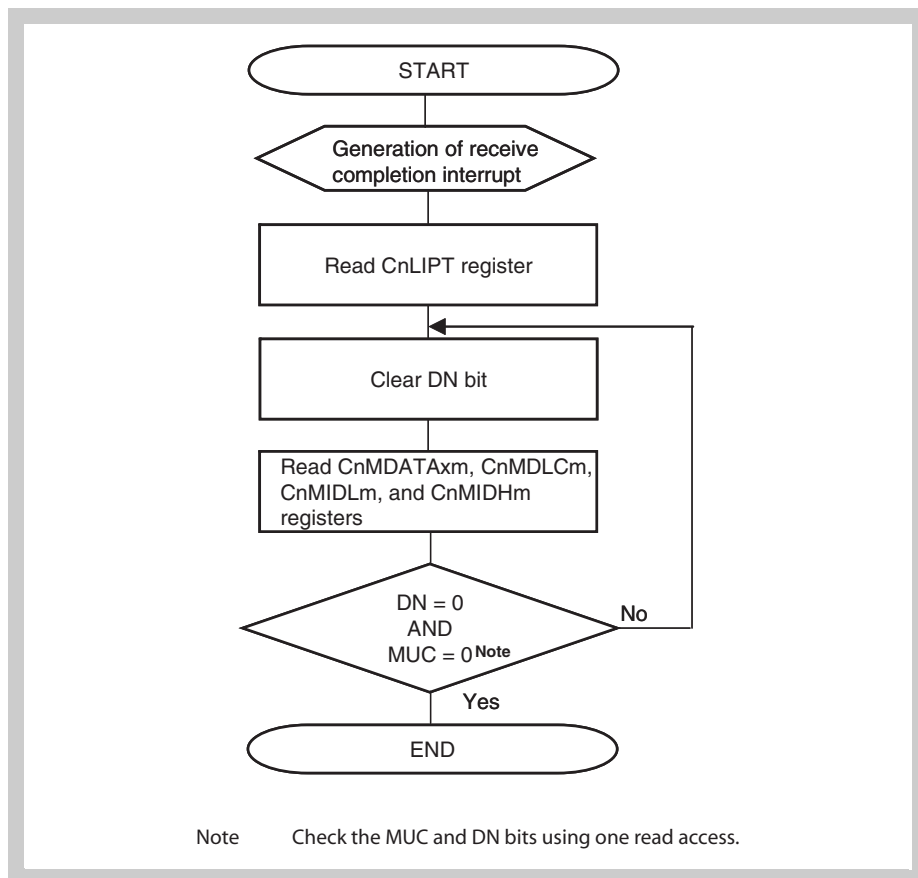 START
Generation of receive
completion interrupt
Read CnLIPT register
Clear DN bit
Read CnMDATAxm, CnMDLCm,
CnMIDLm, and CnMIDHm
registers
DN = 0
AND
MUC = 0 Note
No
Yes
END
Note Check the MUC and DN bits using one read access.